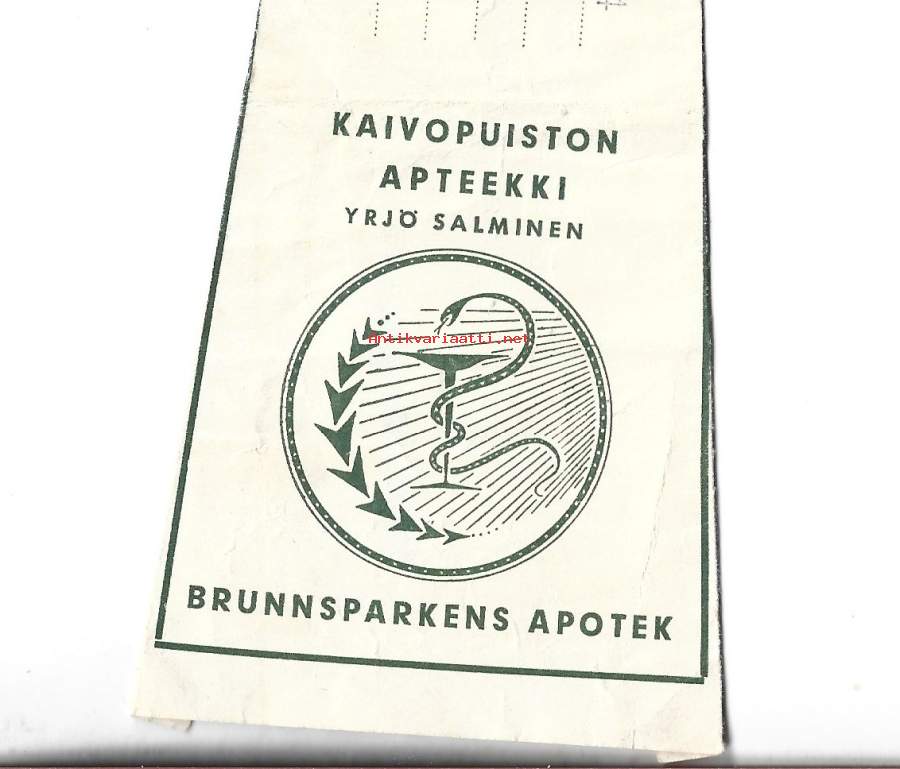 KAIVOPUISTON
APTEEKKI
YRJÖ SALMINEN
Antikvariaatti.net
BRUNNSPARKENS APOTEK